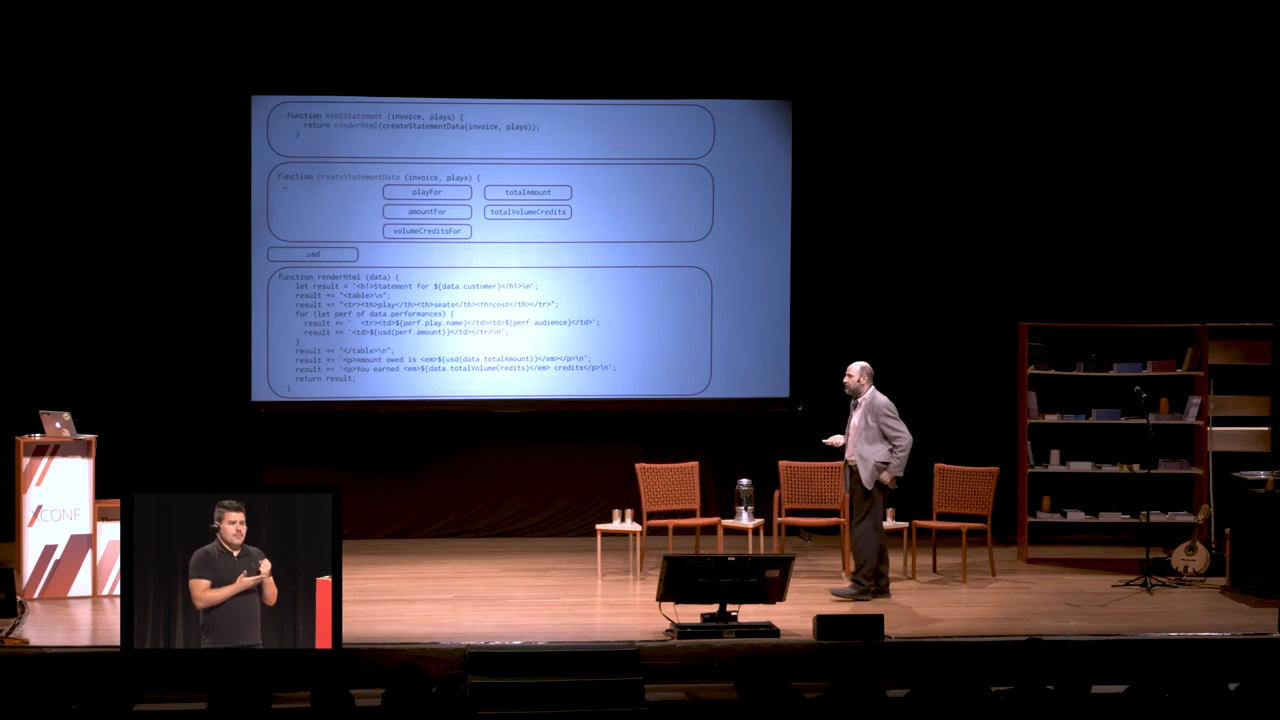 function htmlStatement (invoice, plays) {
return renderHtml(createStatementData(invoice, plays));
}
function createStatementData (invoice, plays) {
…
playFor
totalAmount
amountFor
totalVolumeCredits
volumeCreditsFor
usd
function renderHtml (data) {
let result = `<h1>Statement for ${data.customer}</h1>\n`;
result += "<table>\n";
result += "<tr><th>play</th><th>seats</th><th>cost</th></tr>";
for (let perf of data.performances) {
result += `  <tr><td>${perf.play.name}</td><td>${perf.audience}</td>`;
result += `<td>${usd(perf.amount)}</td></tr>\n`;
}
result += "</table>\n";
result += `<p>Amount owed is <em>${usd(data.totalAmount)}</em></p>\n`;
result += `<p>You earned <em>${data.totalVolumeCredits}</em> credits</p>\n`;
return result;
}
XCONF